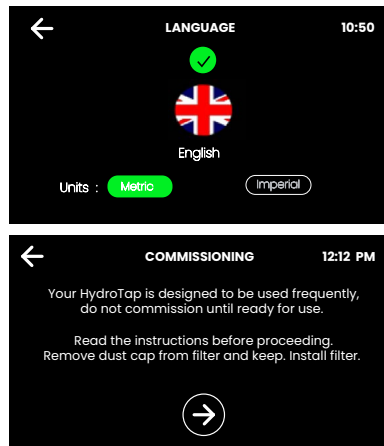 LANGUAGE 10:50
English
Units : Metric Imperial
COMMISSIONING 12:12 PM
Your HydroTap is designed to be used frequently,
do not commission until ready for use.
Read the instructions before proceeding.
Remove dust cap from filter and keep. Install filter.